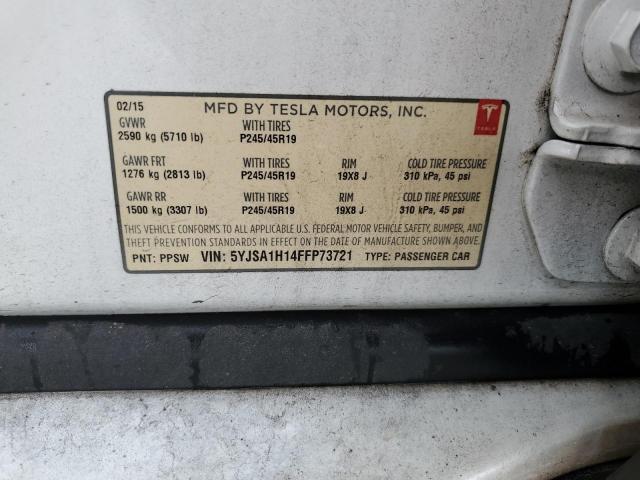 02/15 MFD BY TESLA MOTORS, INC.
GVWR WITH TIRES
2590 kg (5710 lb) P245/45R19
GAWR FRT WITH TIRES RIM COLD TIRE PRESSURE
1276 kg (2813 lb) P245/45R19 19X8 J 310 kPa, 45 psi
GAWR RR WITH TIRES RIM COLD TIRE PRESSURE
1500 kg (3307 lb) P245/45R19 19X8 J 310 kPa, 45 psi
THIS VEHICLE CONFORMS TO ALL APPLICABLE U.S. FEDERAL MOTOR VEHICLE SAFETY, BUMPER, AND
THEFT PREVENTION STANDARDS IN EFFECT ON THE DATE OF MANUFACTURE SHOWN ABOVE.
PNT: PPSW VIN: 5YJSA1H14FFP73721 TYPE: PASSENGER CAR
TESLA